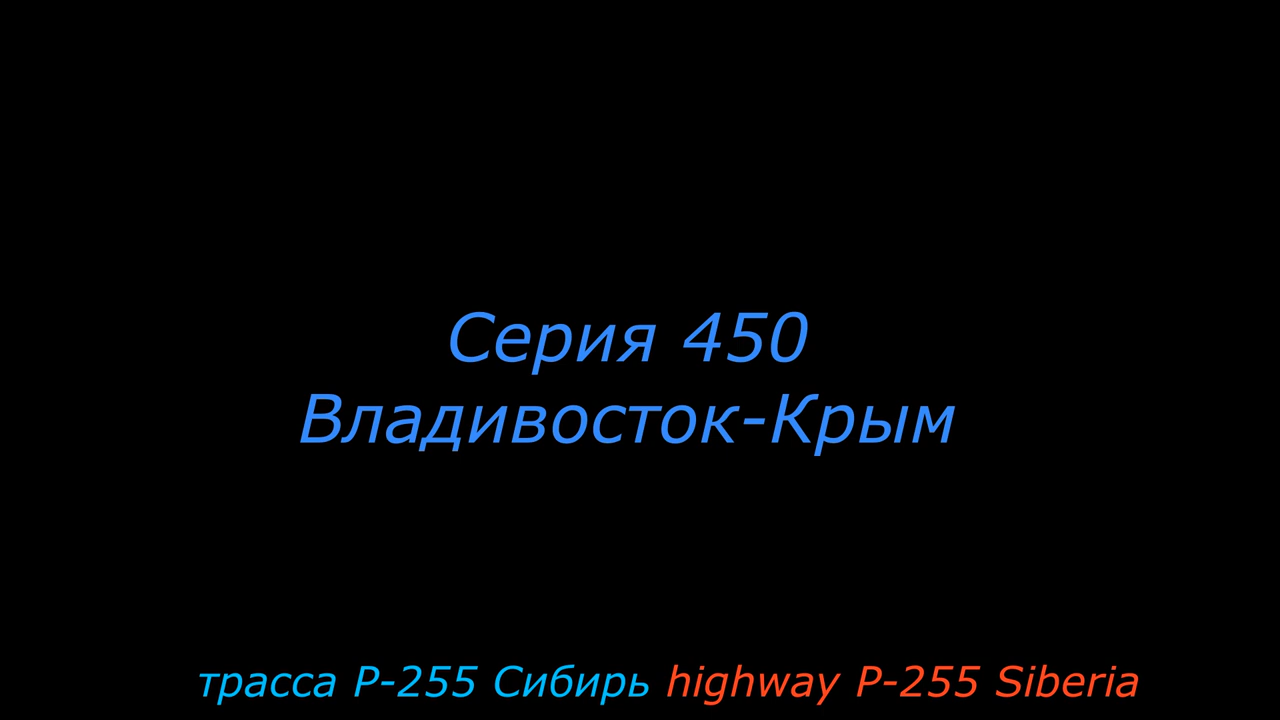 Серия 450
Владивосток-Крым
трасса Р-255 Сибирь highway P-255 Siberia